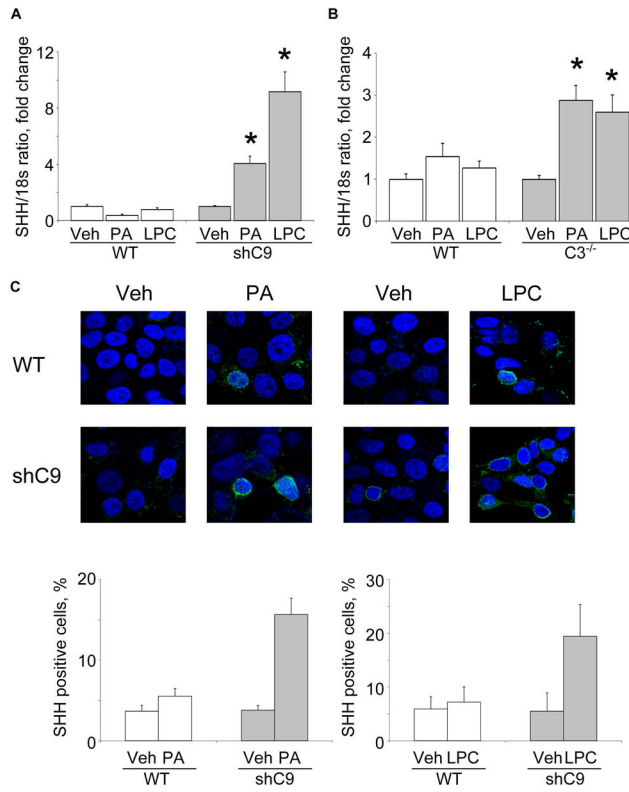 A
SHH/18s ratio, fold change
12
8
4
0
Veh PA LPC Veh PA LPC
WT shC9
* *
B
SHH/18s ratio, fold change
4
3
2
1
0
Veh PA LPC Veh PA LPC
WT C3-/-
* *
C
Veh PA Veh LPC
WT
shC9
SHH positive cells, %
20
10
0
Veh PA Veh PA
WT shC9
SHH positive cells, %
30
20
10
0
Veh LPC Veh LPC
WT shC9